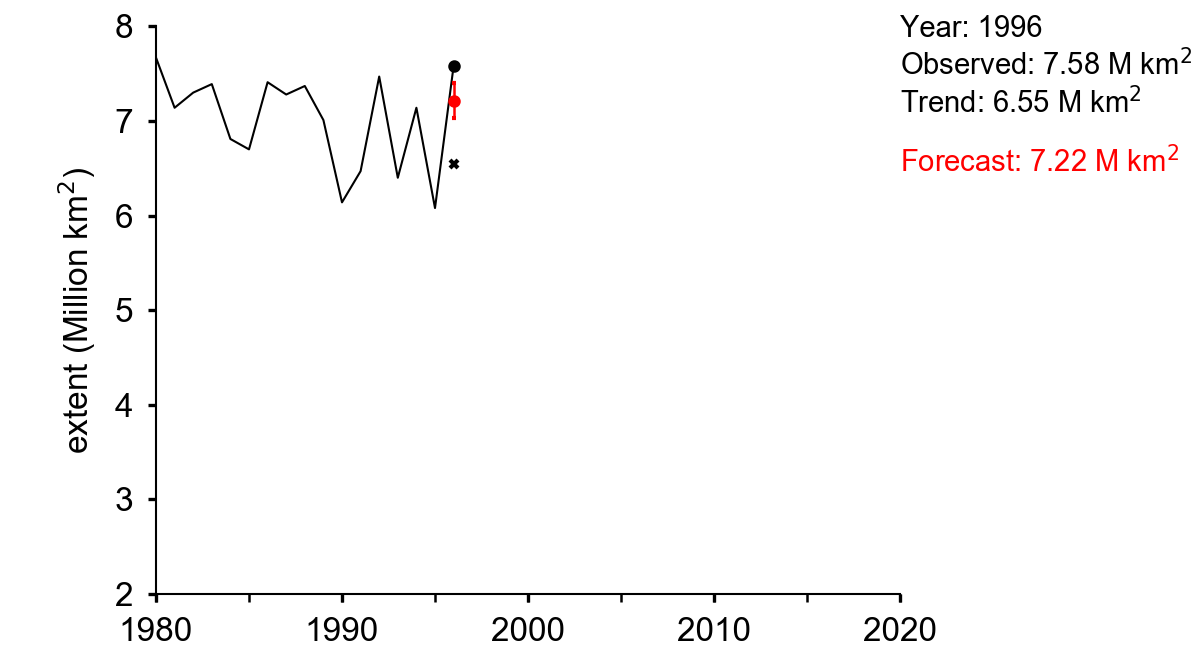 8
7
6
5
4
3
2
extent (Million km²)
1980 1990 2000 2010 2020
Year: 1996
Observed: 7.58 M km²
Trend: 6.55 M km²
Forecast: 7.22 M km²